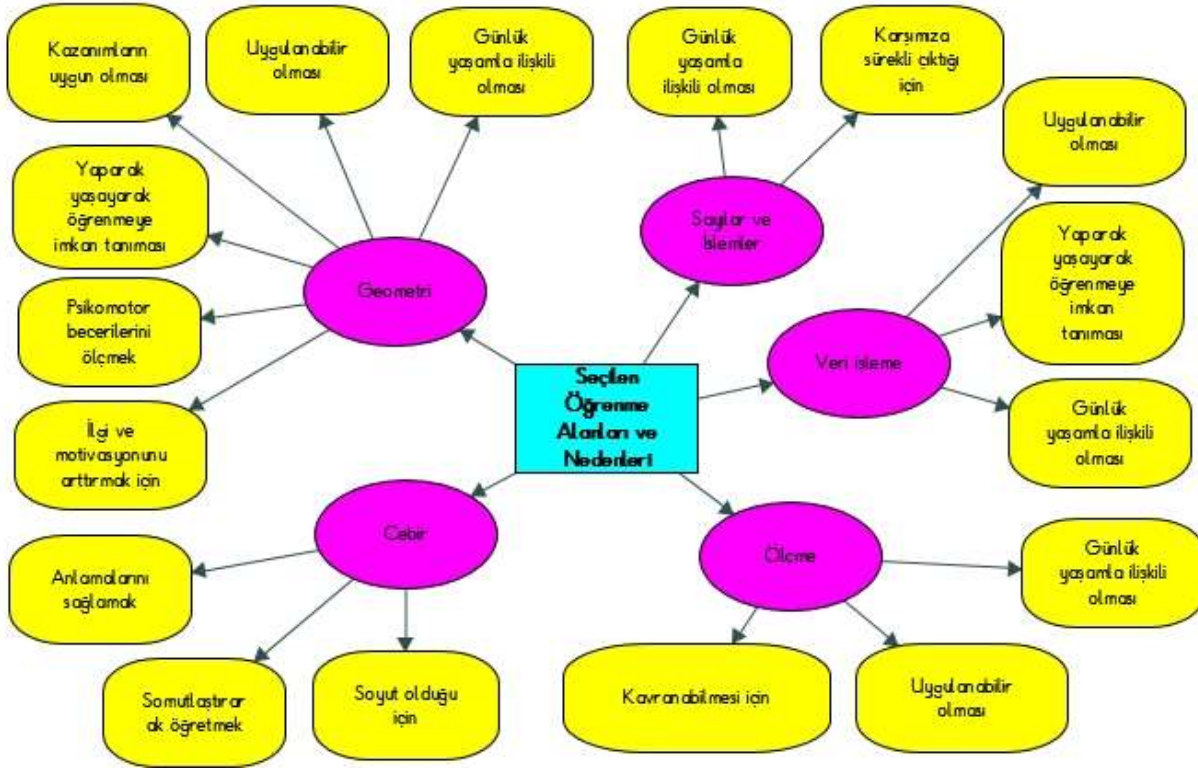 Kazanımların
uygun olması
Uygulanabilir
olması
Günlük
yaşamla ilişkili
olması
Günlük
yaşamla
ilişkili olması
Karşımıza
sürekli çıktığı
için
Uygulanabilir
olması
Yaparak
yaşayarak
öğrenmeye
imkan tanıması
Sayılar ve
İşlemler
Yaparak
yaşayarak
öğrenmeye
imkan
tanıması
Geometri
Psikomotor
becerilerini
ölçmek
Veri işleme
Seçilen
Öğrenme
Alanları ve
Nedenleri
Günlük
yaşamla ilişkili
olması
İlgi ve
motivasyonunu
arttırmak için
Cebir
Ölçme
Anlamalarını
sağlamak
Günlük
yaşamla ilişkili
olması
Somutlaştırar
ak öğretmek
Soyut olduğu
için
Kavranabilmesi için
Uygulanabilir
olması